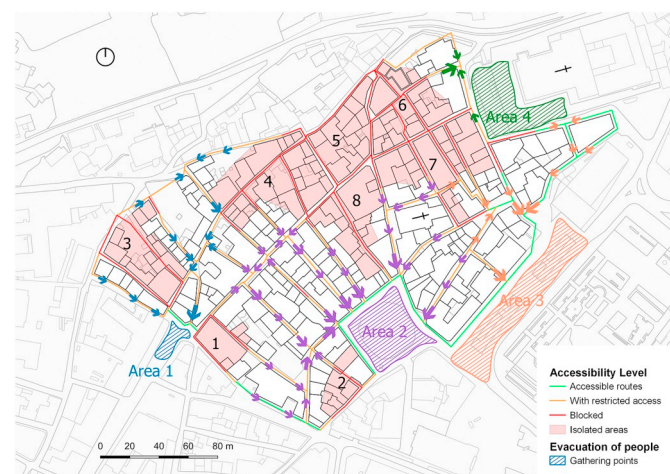 Area 4
6
5
7
4
8
3
Area 3
Area 2
1
Area 1
2
Accessibility Level
Accessible routes
With restricted access
Blocked
Isolated areas
Evacuation of people
Gathering points
0 20 40 60 80 m